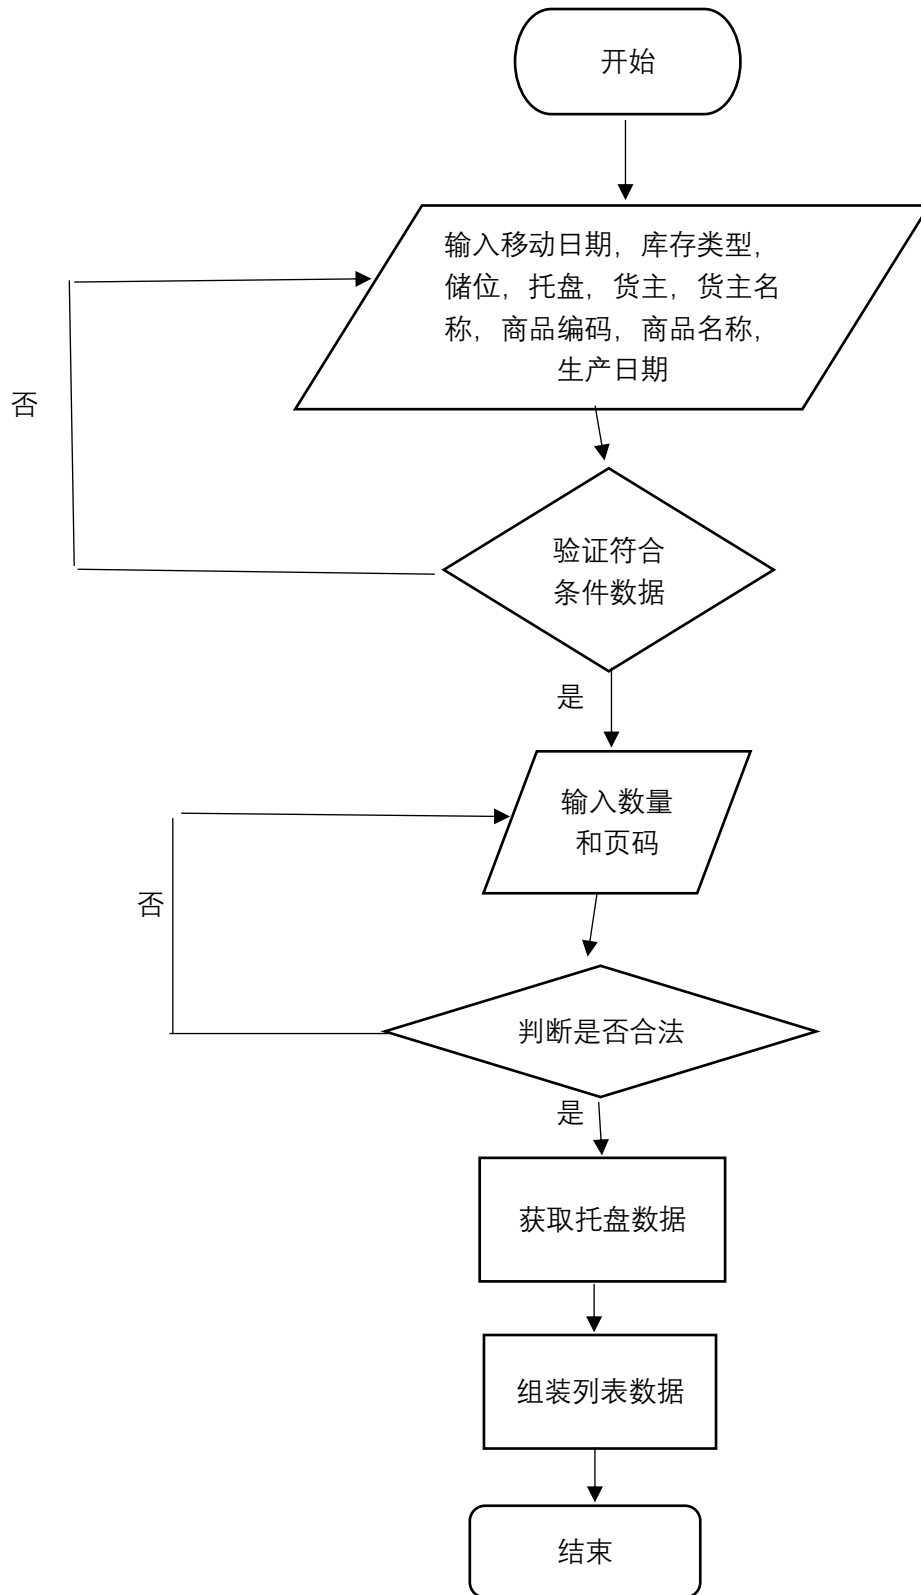 开始
输入移动日期，库存类型，
储位，托盘，货主，货主名
称，商品编码，商品名称，
生产日期
否
验证符合
条件数据
是
输入数量
和页码
否
判断是否合法
是
获取托盘数据
组装列表数据
结束